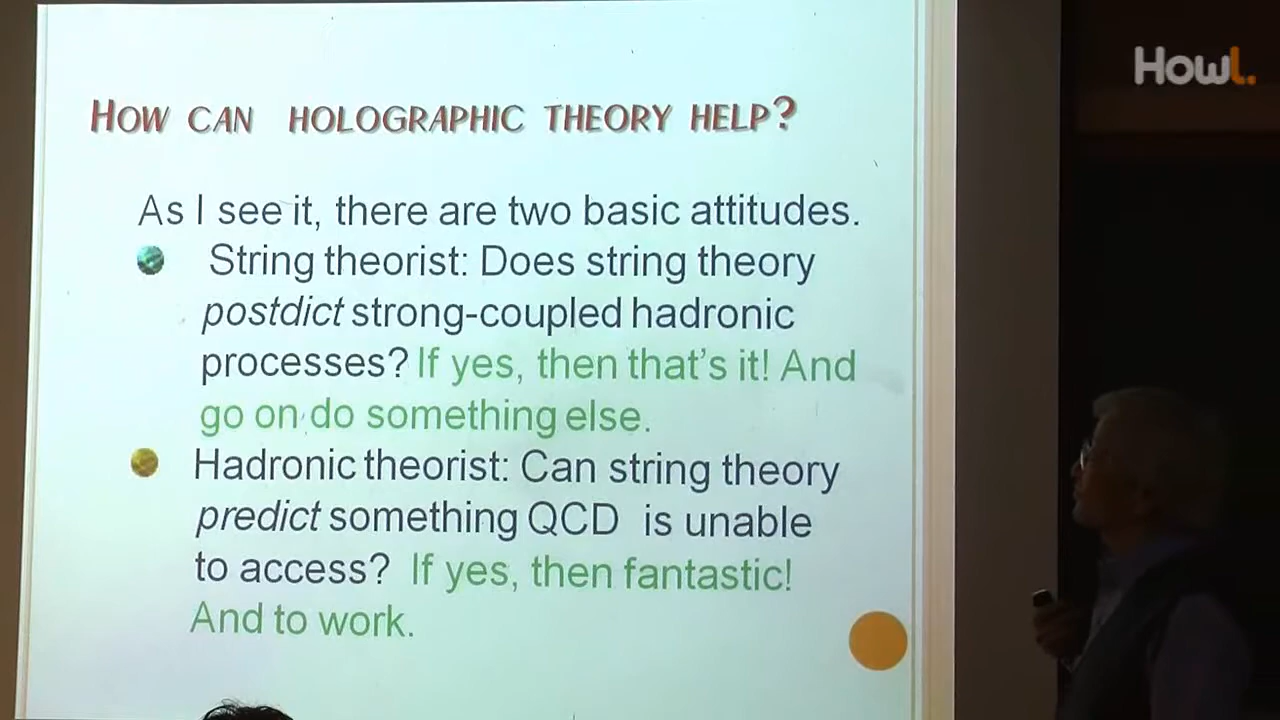 Howl.
HOW CAN HOLOGRAPHIC THEORY HELP?
As I see it, there are two basic attitudes.
String theorist: Does string theory
postdict strong-coupled hadronic
processes? If yes, then that's it! And
go on do something else.
Hadronic theorist: Can string theory
predict something QCD is unable
to access? If yes, then fantastic!
And to work.